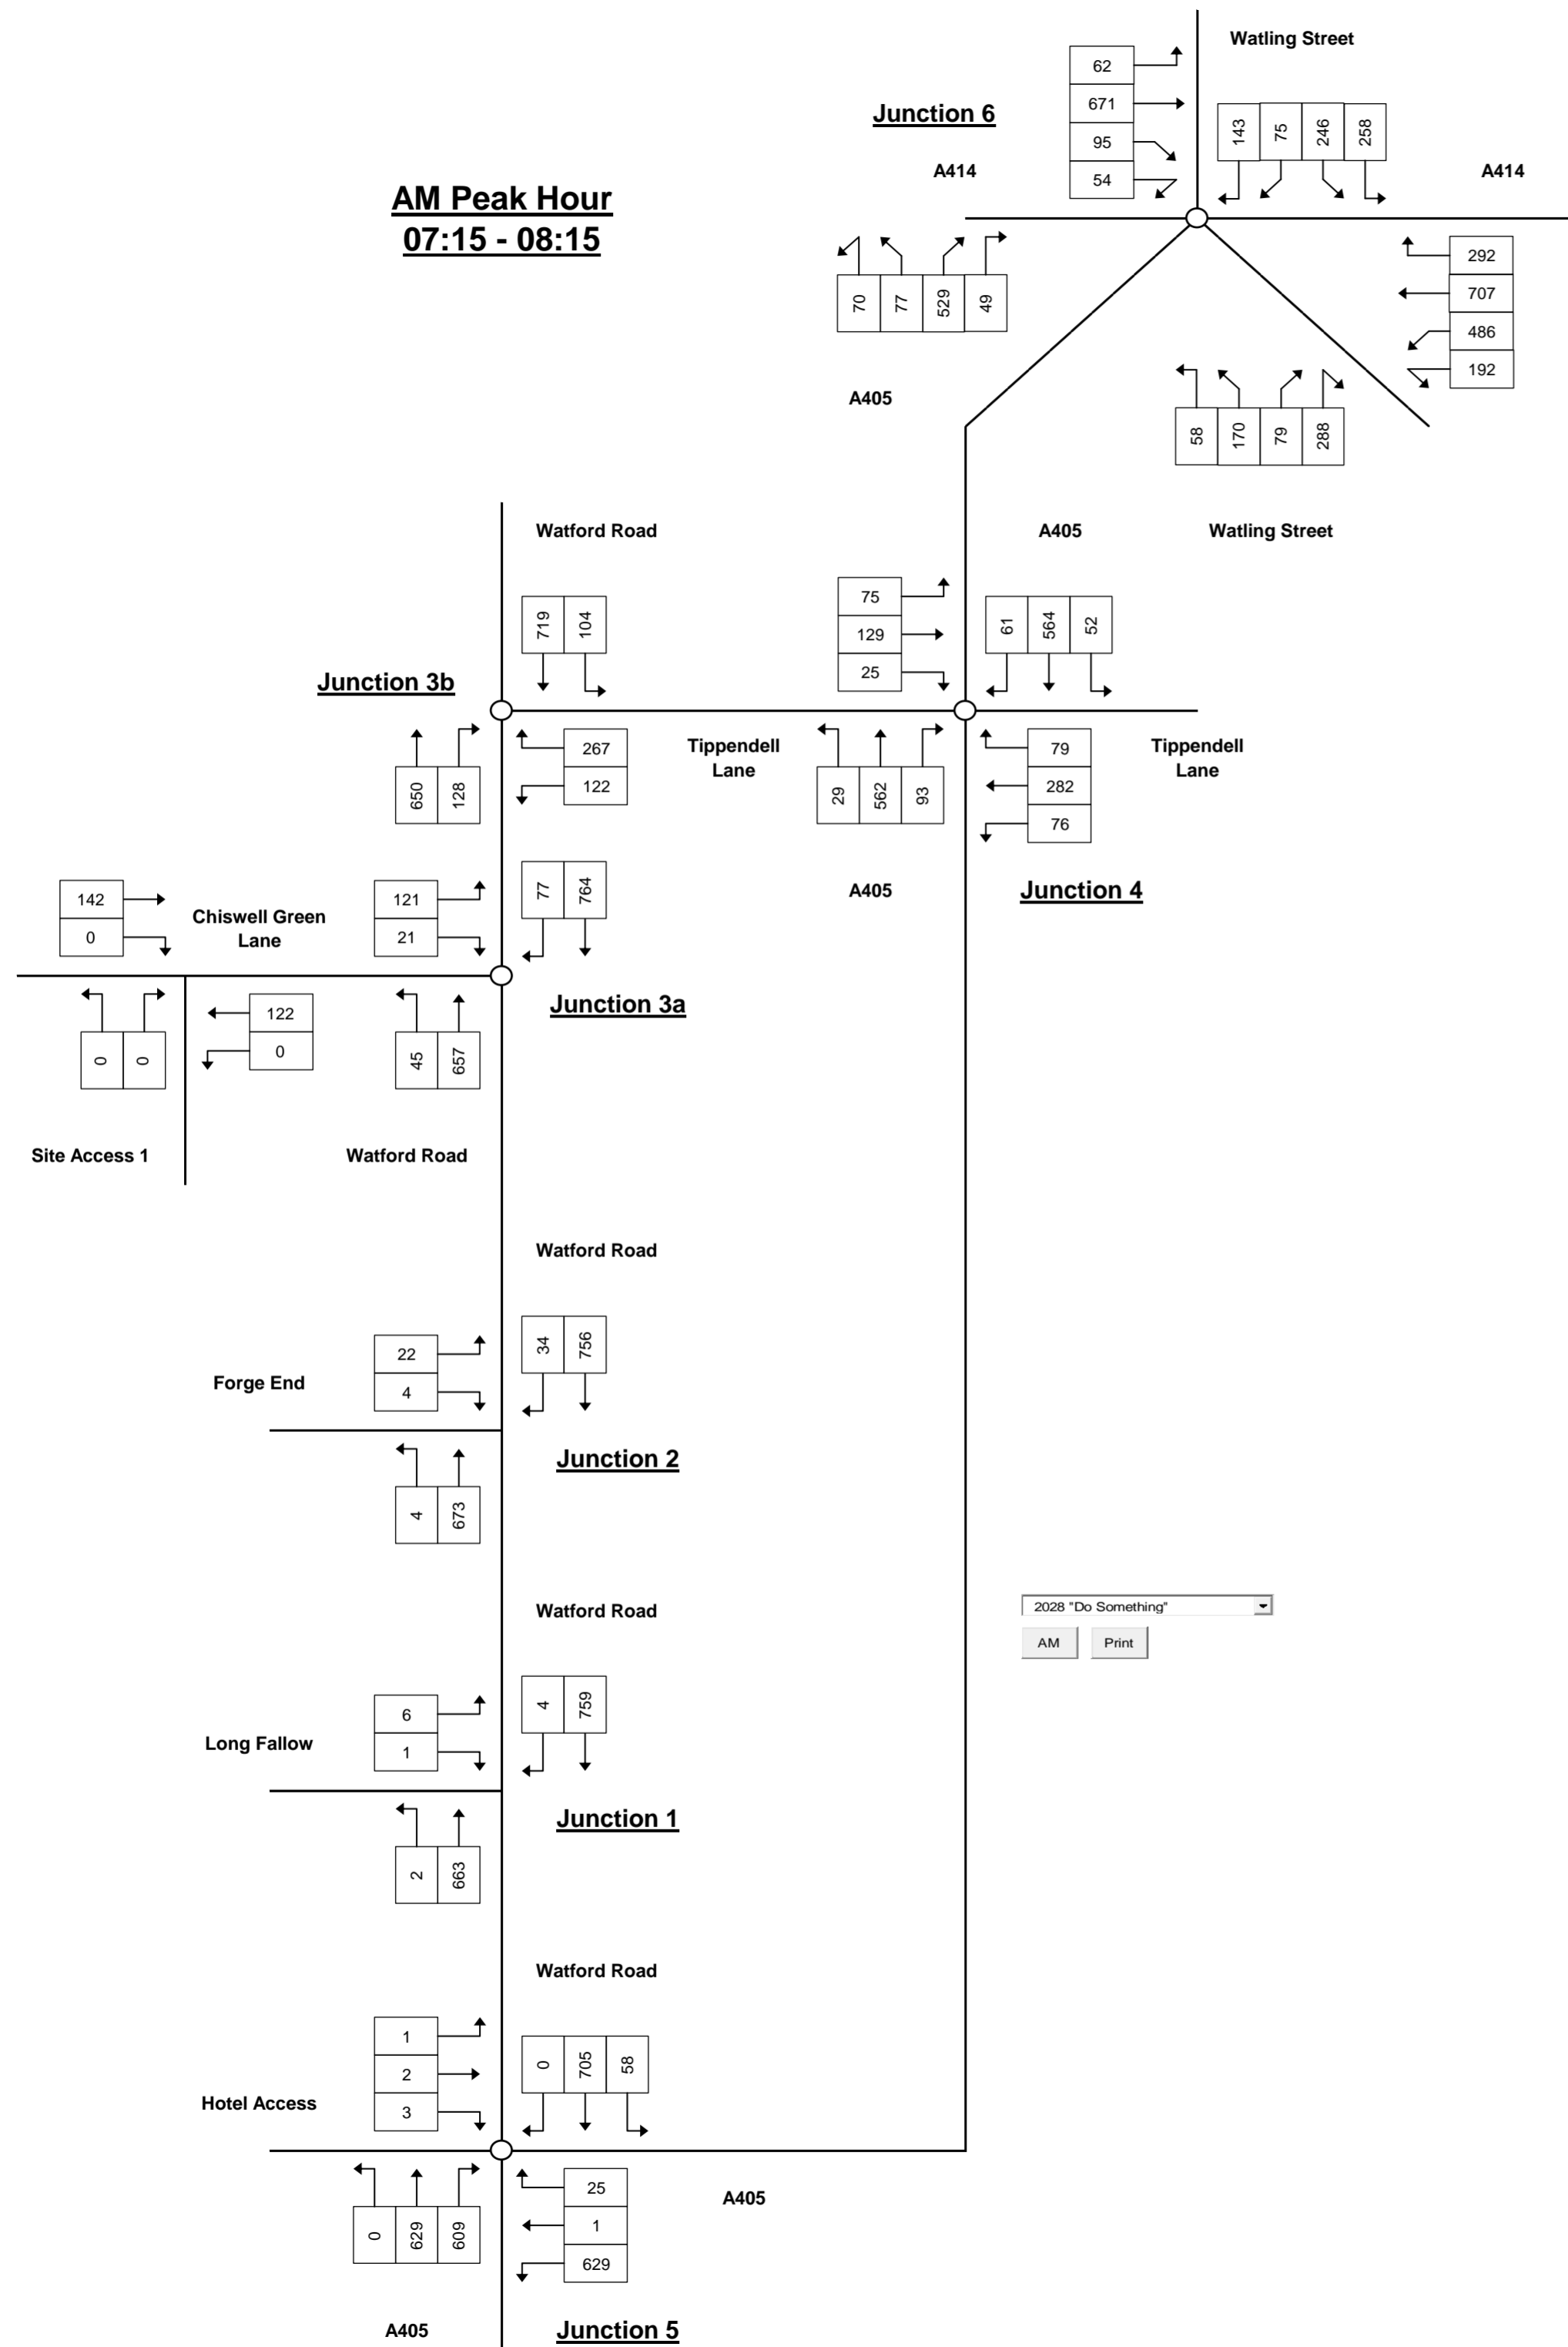 Watling Street
62
671
95
54
Junction 6
143
75
246
258
A414
A414
AM Peak Hour
07:15 - 08:15
70
77
529
49
292
707
486
192
A405
58
170
79
288
Watford Road
A405
Watling Street
75
129
25
719
104
61
564
52
Junction 3b
267
122
Tippendell
Lane
79
282
76
Tippendell
Lane
650
128
29
562
93
A405
Junction 4
142
0
Chiswell Green
Lane
121
21
77
764
Junction 3a
122
0
0
0
45
657
Site Access 1
Watford Road
Watford Road
22
4
34
756
Forge End
Junction 2
4
673
2028 "Do Something"
Watford Road
AM
Print
6
1
4
759
Long Fallow
Junction 1
2
663
Watford Road
1
2
3
0
705
58
Hotel Access
25
1
629
A405
0
629
609
A405
Junction 5